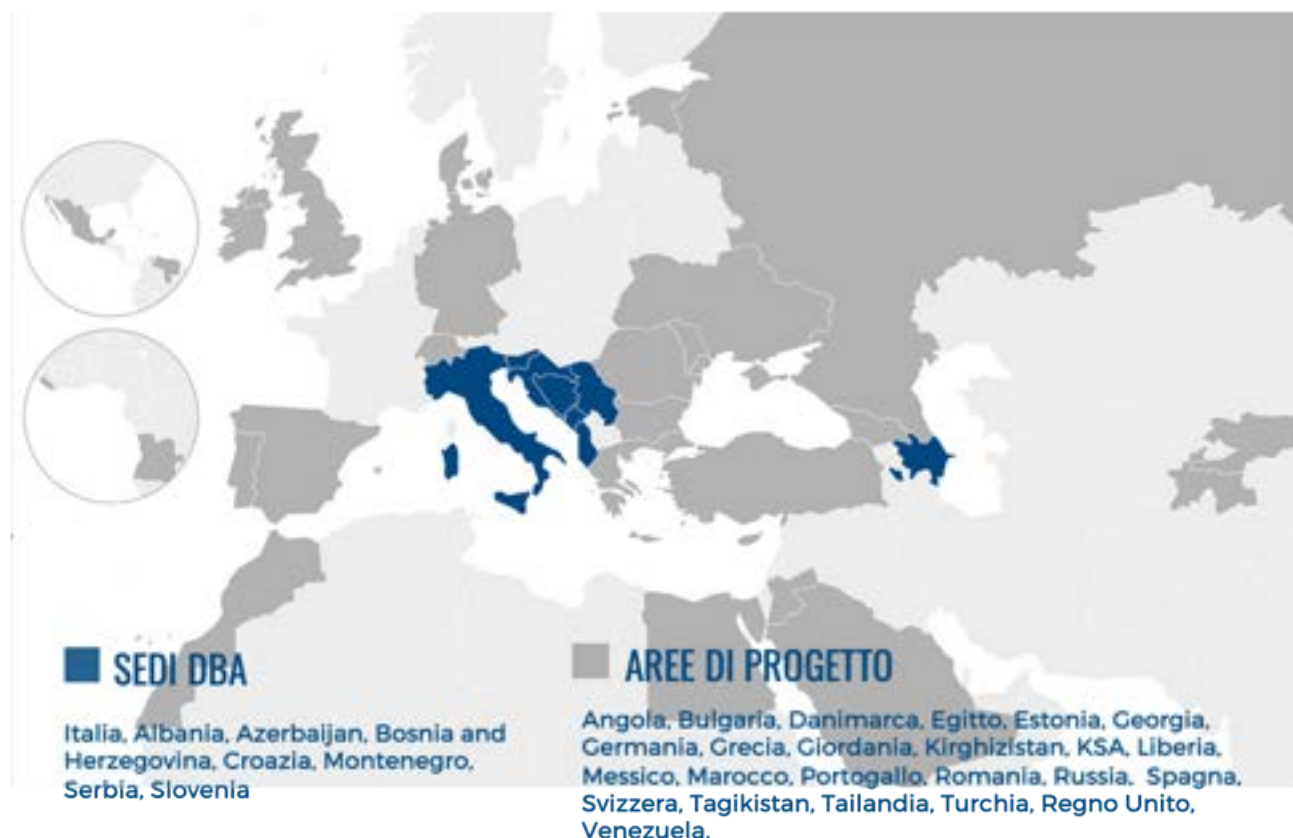 SEDI DBA
Italia, Albania, Azerbaijan, Bosnia and
Herzegovina, Croazia, Montenegro,
Serbia, Slovenia
AREE DI PROGETTO
Angola, Bulgaria, Danimarca, Egitto, Estonia, Georgia,
Germania, Grecia, Giordania, Kirghizistan, KSA, Liberia,
Messico, Marocco, Portogallo, Romania, Russia, Spagna,
Svizzera, Tagikistan, Tailandia, Turchia, Regno Unito,
Venezuela.